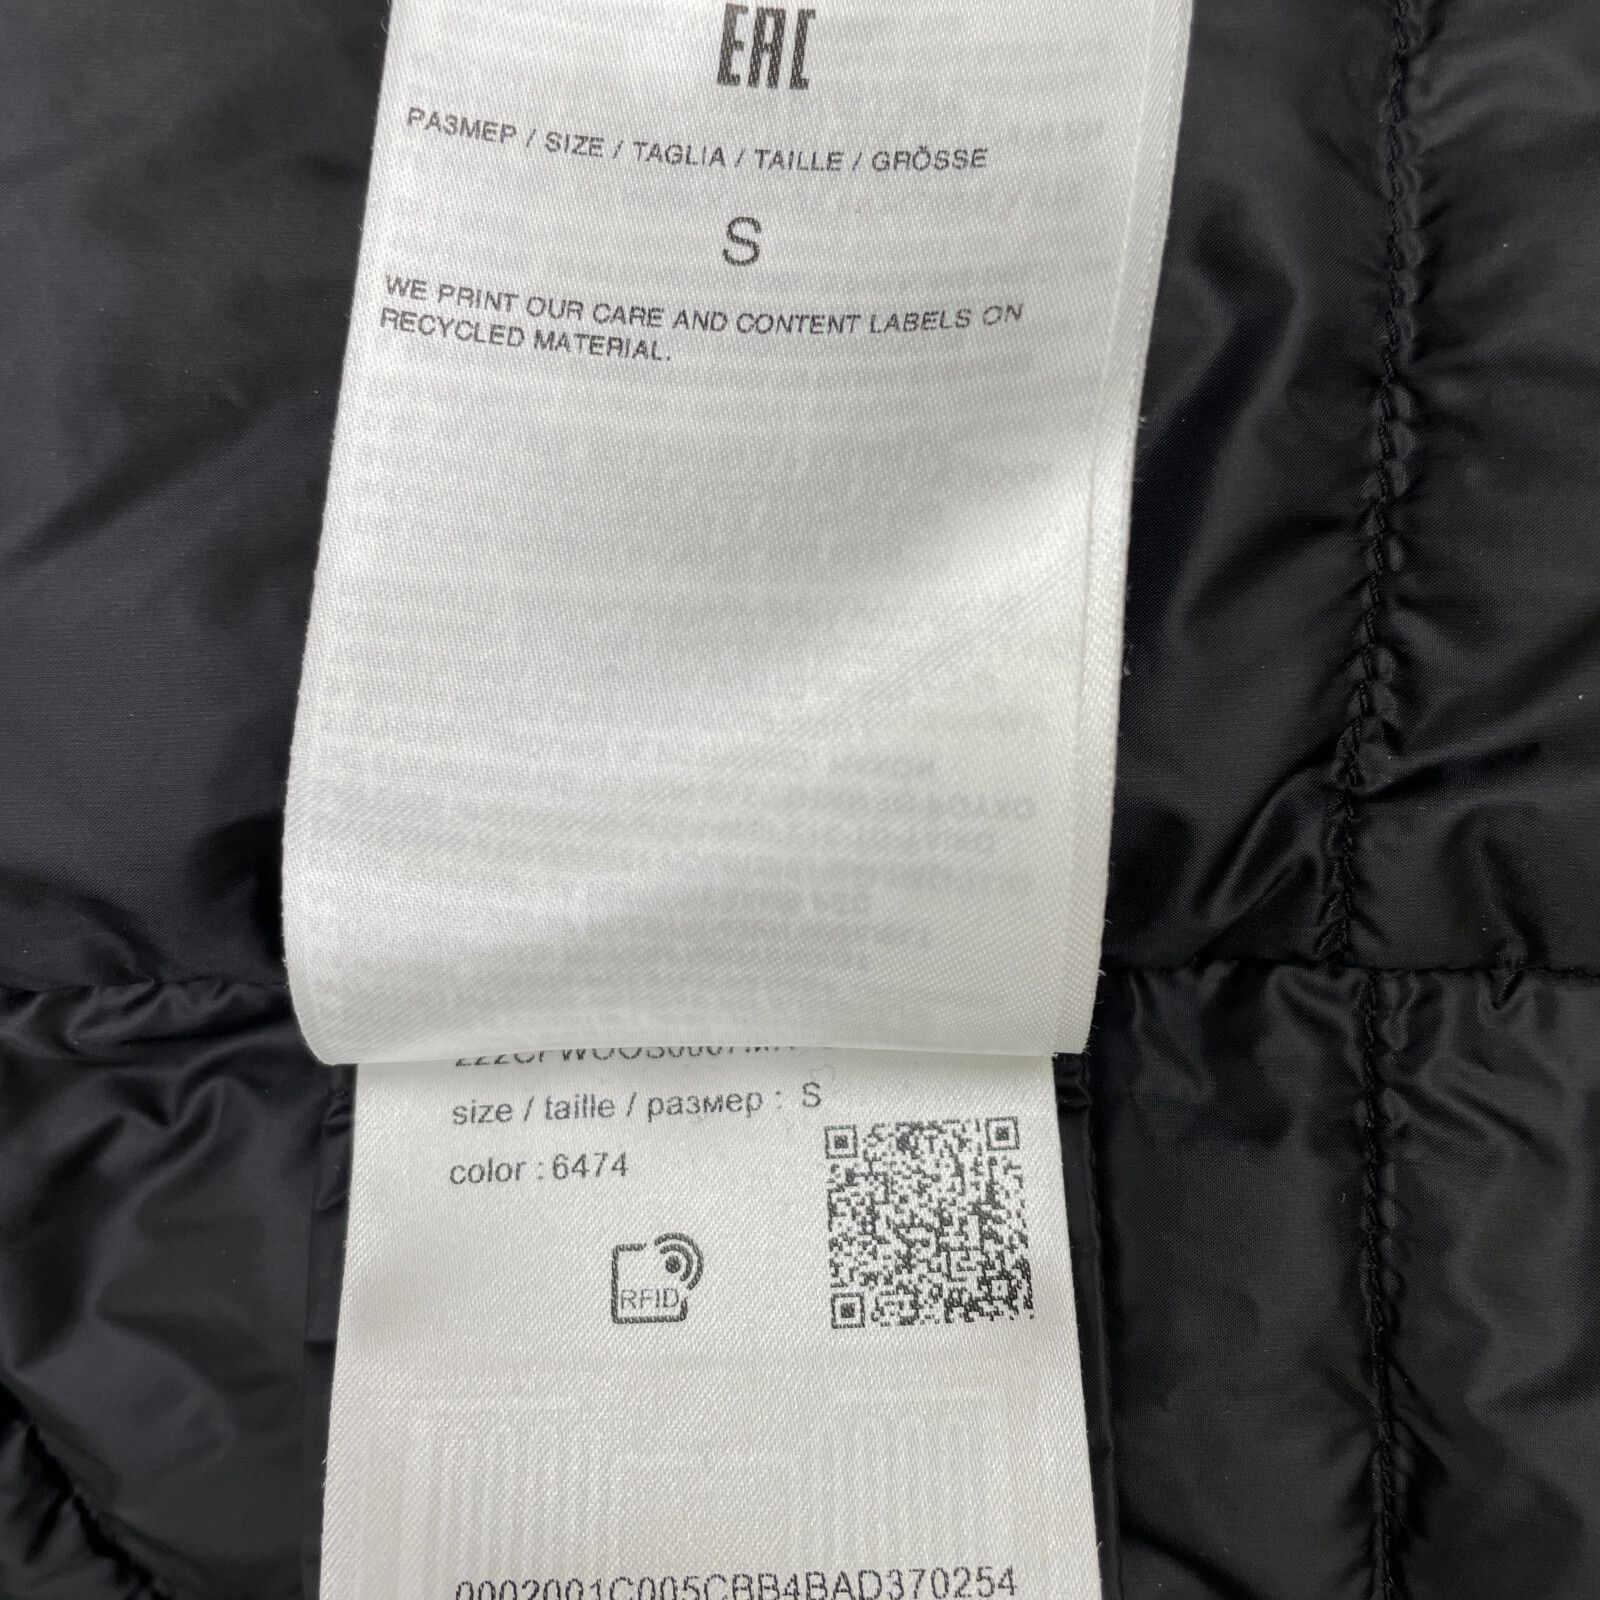 EAC
РАЗМЕР / SIZE / TAGLIA / TAILLE / GRÖSSE
S
WE PRINT OUR CARE AND CONTENT LABELS ON
RECYCLED MATERIAL.
size / taille / размер : S
color : 6474
RFID
0002001C005CBB4BAD370254